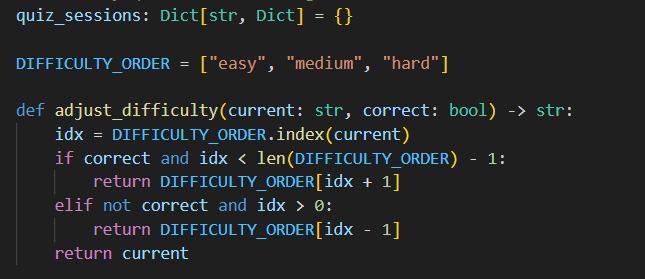 quiz_sessions: Dict[str, Dict] = {}
DIFFICULTY_ORDER = ["easy", "medium", "hard"]
def adjust_difficulty(current: str, correct: bool) -> str:
    idx = DIFFICULTY_ORDER.index(current)
    if correct and idx < len(DIFFICULTY_ORDER) - 1:
        return DIFFICULTY_ORDER[idx + 1]
    elif not correct and idx > 0:
        return DIFFICULTY_ORDER[idx - 1]
    return current